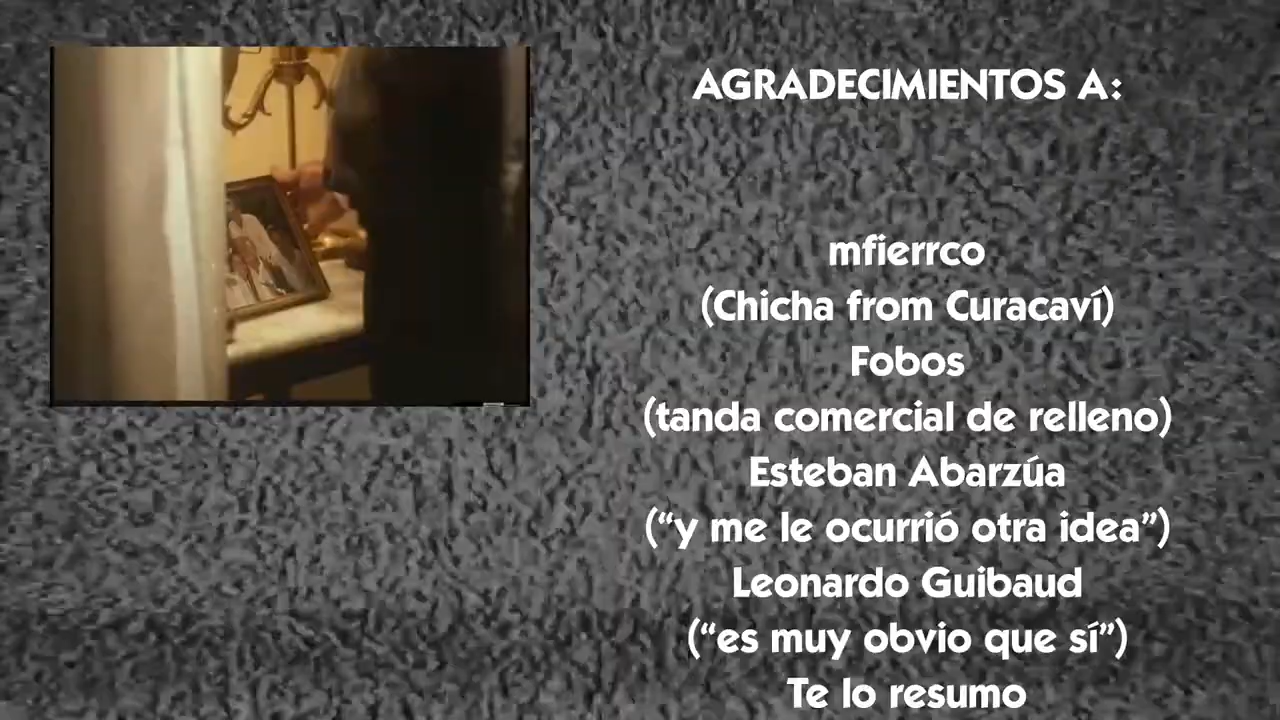 AGRADECIMIENTOS A:
mfierrco
(Chicha from Curacaví)
Fobos
(tanda comercial de relleno)
Esteban Abarzúa
(“y me le ocurrió otra idea”)
Leonardo Guibaud
(“es muy obvio que sí”)
Te lo resumo